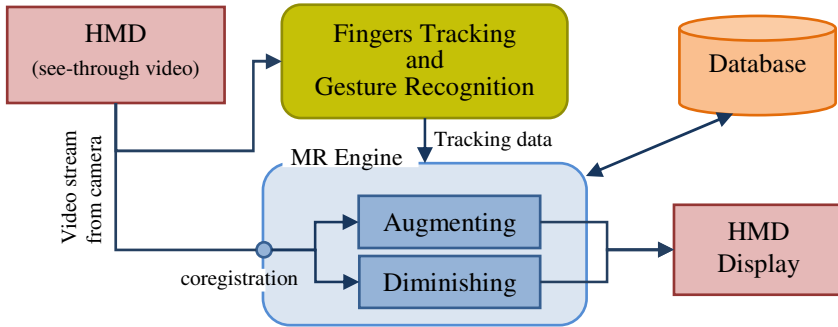 HMD
(see-through video)
Fingers Tracking
and
Gesture Recognition
Database
Tracking data
MR Engine
Video stream
from camera
Augmenting
coregistration
Diminishing
HMD
Display